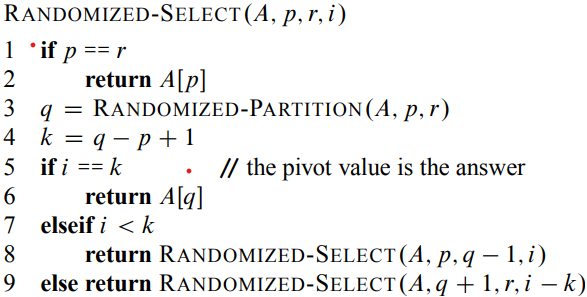 RANDOMIZED-SELECT(A, p, r, i)
1 if p == r
2 return A[p]
3 q = RANDOMIZED-PARTITION(A, p, r)
4 k = q − p + 1
5 if i == k // the pivot value is the answer
6 return A[q]
7 elseif i < k
8 return RANDOMIZED-SELECT(A, p, q − 1, i)
9 else return RANDOMIZED-SELECT(A, q + 1, r, i − k)